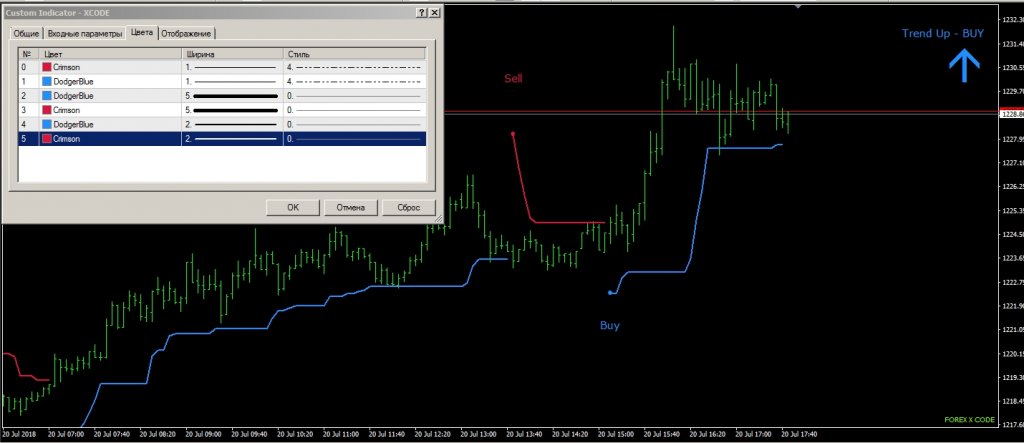 Custom Indicator - XCODE
Общие Входные параметры Цвета Отображение
№ Цвет Ширина Стиль
0 Crimson 1. 4.
1 DodgerBlue 1. 4.
2 DodgerBlue 5. 0.
3 Crimson 5. 0.
4 DodgerBlue 2. 0.
5 Crimson 2. 0.
OK Отмена Сброс
Trend Up - BUY
Sell
Buy
1232.30
1231.40
1230.55
1229.70
1228.80
1227.95
1227.10
1226.25
1225.35
1224.50
1223.65
1222.80
1221.90
1221.05
1220.20
1219.30
1218.45
1217.60
FOREX X CODE
20 Jul 2018 20 Jul 07:00 20 Jul 07:40 20 Jul 08:20 20 Jul 09:00 20 Jul 09:40 20 Jul 10:20 20 Jul 11:00 20 Jul 11:40 20 Jul 12:20 20 Jul 13:00 20 Jul 13:40 20 Jul 14:20 20 Jul 15:00 20 Jul 15:40 20 Jul 16:20 20 Jul 17:00 20 Jul 17:40